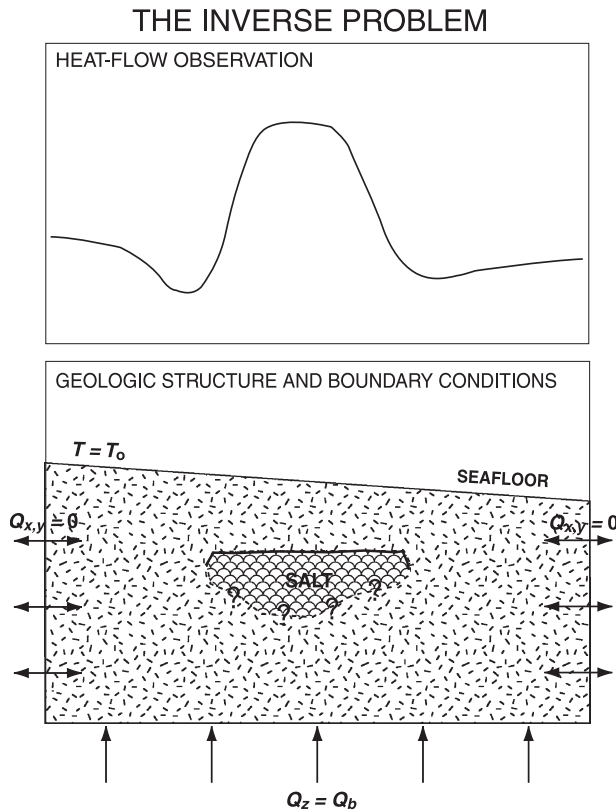 THE INVERSE PROBLEM
HEAT-FLOW OBSERVATION
GEOLOGIC STRUCTURE AND BOUNDARY CONDITIONS
T = To
SEAFLOOR
Qx,y = 0
Qx,y = 0
SALT
? ? ? ?
Qz = Qb